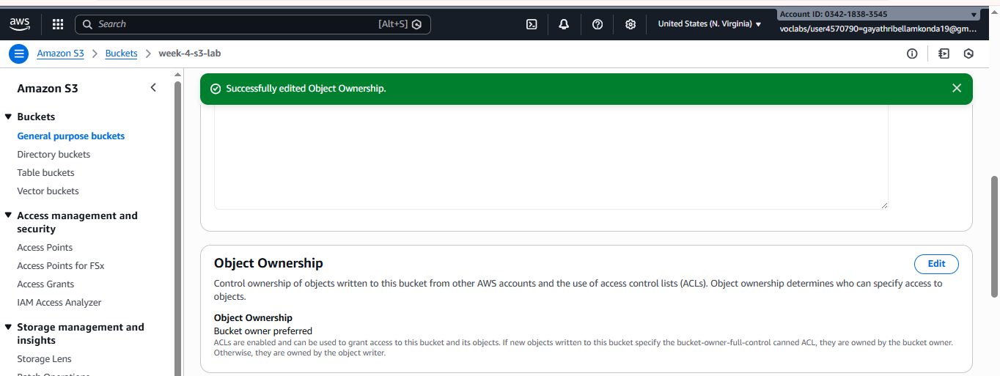 aws
Search
[Alt+S]
United States (N. Virginia)
Account ID: 0342-1838-3545
voclabs/user4570790=gayathribellamkonda19@gm...
Amazon S3
Buckets
week-4-s3-lab
Amazon S3
Buckets
General purpose buckets
Directory buckets
Table buckets
Vector buckets
Access management and
security
Access Points
Access Points for FSx
Access Grants
IAM Access Analyzer
Storage management and
insights
Storage Lens
Batch Operations
Successfully edited Object Ownership.
Object Ownership
Edit
Control ownership of objects written to this bucket from other AWS accounts and the use of access control lists (ACLs). Object ownership determines who can specify access to
objects.
Object Ownership
Bucket owner preferred
ACLs are enabled and can be used to grant access to this bucket and its objects. If new objects written to this bucket specify the bucket-owner-full-control canned ACL, they are owned by the bucket owner.
Otherwise, they are owned by the object writer.